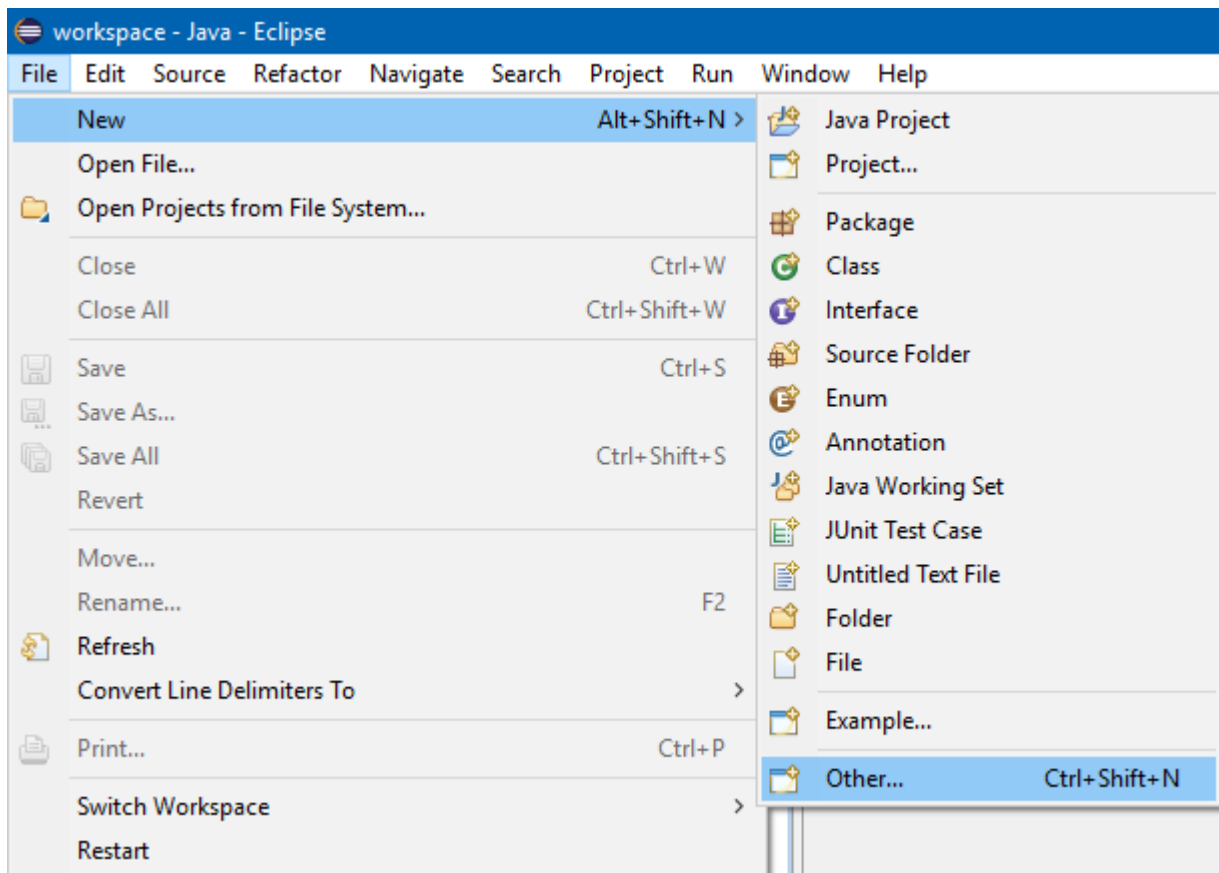 workspace - Java - Eclipse
File Edit Source Refactor Navigate Search Project Run Window Help
New Alt+Shift+N >
Open File...
Open Projects from File System...
Close Ctrl+W
Close All Ctrl+Shift+W
Save Ctrl+S
Save As...
Save All Ctrl+Shift+S
Revert
Move...
Rename... F2
Refresh
Convert Line Delimiters To >
Print... Ctrl+P
Switch Workspace >
Restart
Java Project
Project...
Package
Class
Interface
Source Folder
Enum
Annotation
Java Working Set
JUnit Test Case
Untitled Text File
Folder
File
Example...
Other... Ctrl+Shift+N